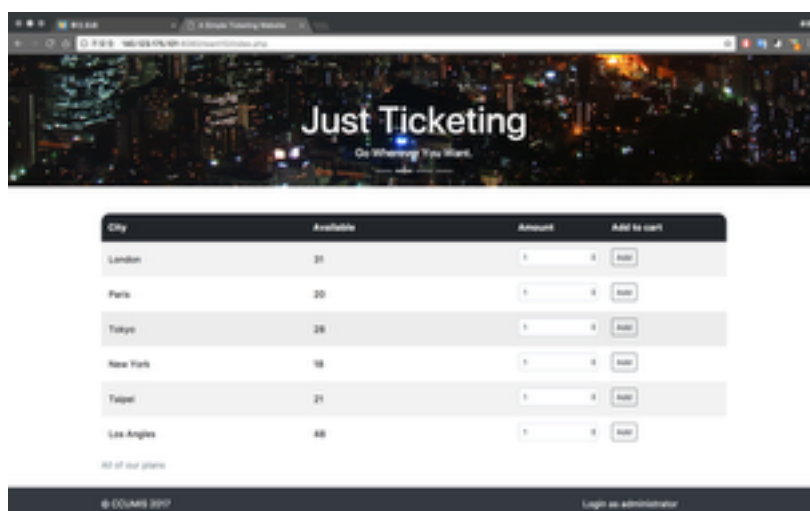 A Simple Ticketing Website
Just Ticketing
Go Wherever You Want.
City Available Amount Add to cart
London 31 1 Add
Paris 20 1 Add
Tokyo 28 1 Add
New York 18 1 Add
Taipei 21 1 Add
Los Angles 48 1 Add
All of our plans
© CCUMIS 2017 Login as administrator